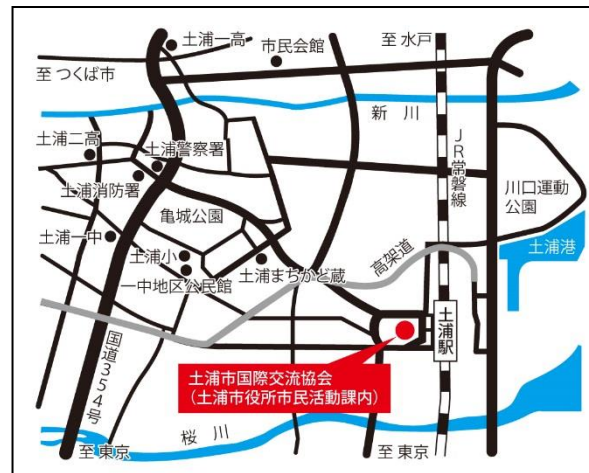 土浦一高
市民会館
至 水戸
至 つくば市
新川
JR常磐線
土浦二高
土浦警察署
土浦消防署
亀城公園
川口運動
公園
土浦一中
土浦小
一中地区公民館
土浦まちかど蔵
高架道
土浦港
土浦駅
国道354号
土浦市国際交流協会
(土浦市役所市民活動課内)
桜川
至 東京
至 東京